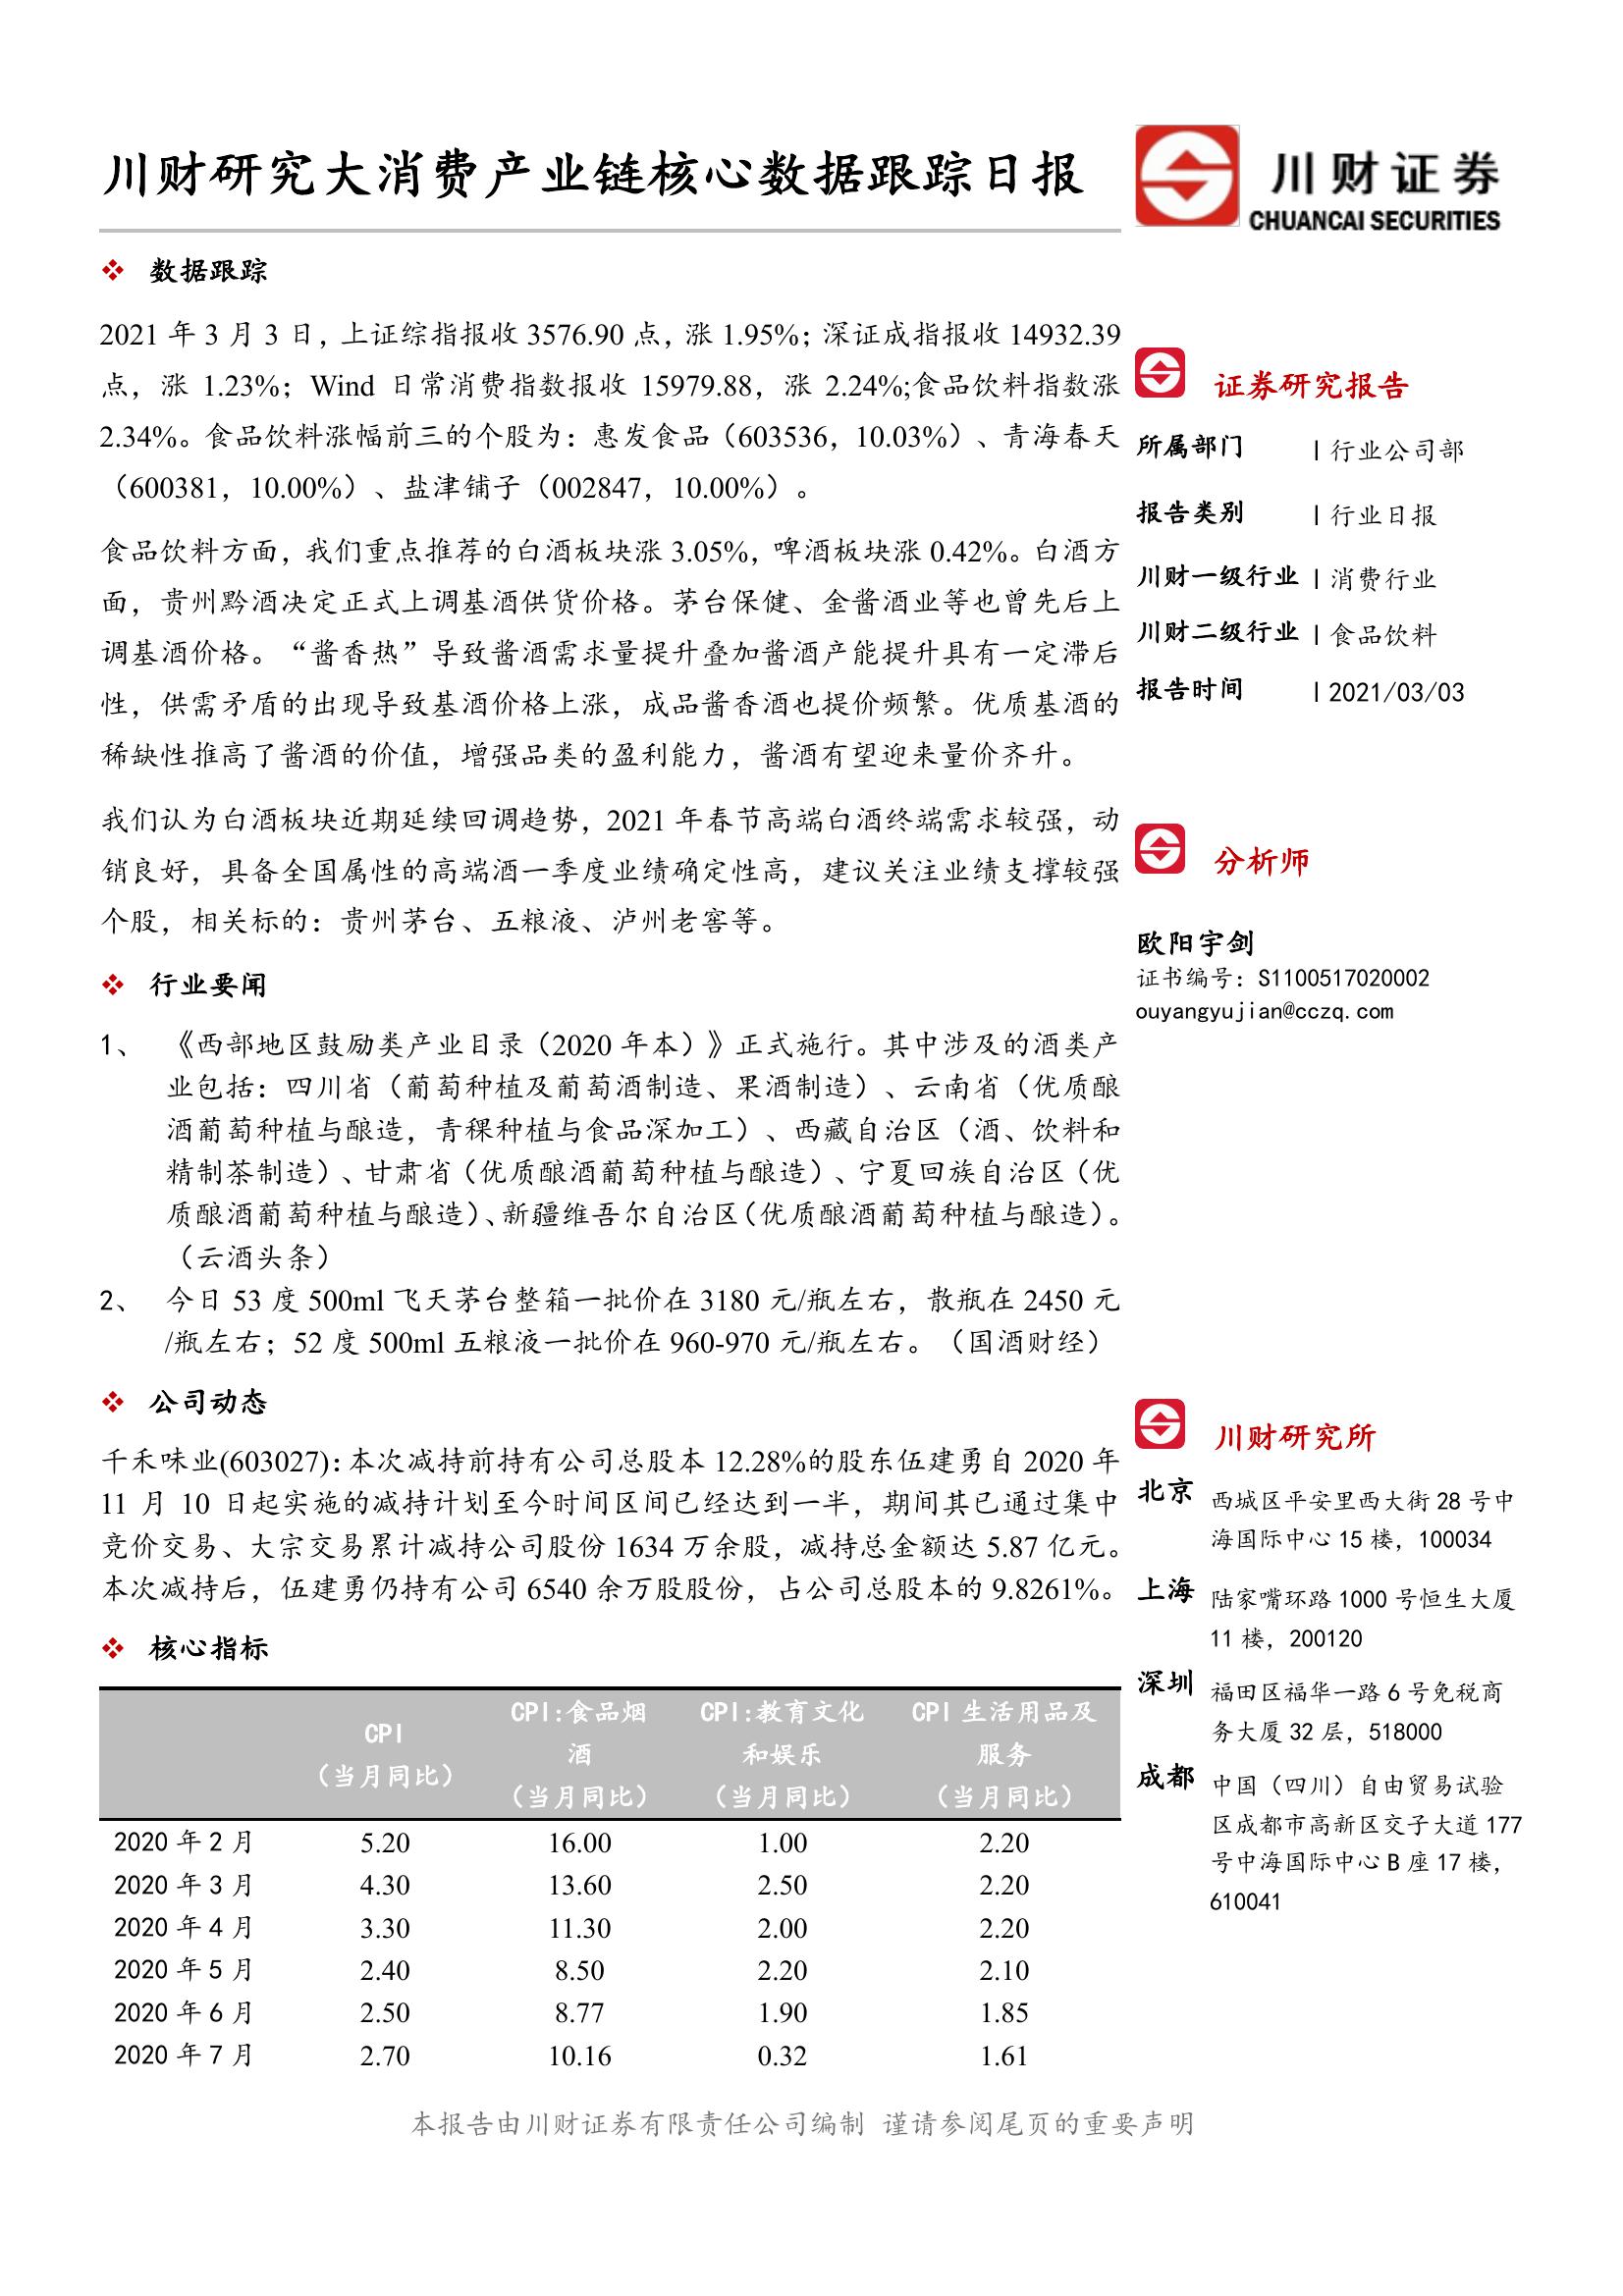 川财研究大消费产业链核心数据跟踪日报
川财证券
CHUANCAI SECURITIES
❖ 数据跟踪
2021 年 3 月 3 日，上证综指报收 3576.90 点，涨 1.95%；深证成指报收 14932.39
点，涨 1.23%；Wind 日常消费指数报收 15979.88，涨 2.24%;食品饮料指数涨
2.34%。食品饮料涨幅前三的个股为：惠发食品（603536，10.03%）、青海春天
（600381，10.00%）、盐津铺子（002847，10.00%）。
食品饮料方面，我们重点推荐的白酒板块涨 3.05%，啤酒板块涨 0.42%。白酒方
面，贵州黔酒决定正式上调基酒供货价格。茅台保健、金酱酒业等也曾先后上
调基酒价格。“酱香热”导致酱酒需求量提升叠加酱酒产能提升具有一定滞后
性，供需矛盾的出现导致基酒价格上涨，成品酱香酒也提价频繁。优质基酒的
稀缺性推高了酱酒的价值，增强品类的盈利能力，酱酒有望迎来量价齐升。
我们认为白酒板块近期延续回调趋势，2021 年春节高端白酒终端需求较强，动
销良好，具备全国属性的高端酒一季度业绩确定性高，建议关注业绩支撑较强
个股，相关标的：贵州茅台、五粮液、泸州老窖等。
❖ 行业要闻
1、 《西部地区鼓励类产业目录（2020 年本）》正式施行。其中涉及的酒类产
业包括：四川省（葡萄种植及葡萄酒制造、果酒制造）、云南省（优质酿
酒葡萄种植与酿造，青稞种植与食品深加工）、西藏自治区（酒、饮料和
精制茶制造）、甘肃省（优质酿酒葡萄种植与酿造）、宁夏回族自治区（优
质酿酒葡萄种植与酿造）、新疆维吾尔自治区（优质酿酒葡萄种植与酿造）。
（云酒头条）
2、 今日 53 度 500ml 飞天茅台整箱一批价在 3180 元/瓶左右，散瓶在 2450 元
/瓶左右；52 度 500ml 五粮液一批价在 960-970 元/瓶左右。（国酒财经）
❖ 公司动态
千禾味业(603027)：本次减持前持有公司总股本 12.28%的股东伍建勇自 2020 年
11 月 10 日起实施的减持计划至今时间区间已经达到一半，期间其已通过集中
竞价交易、大宗交易累计减持公司股份 1634 万余股，减持总金额达 5.87 亿元。
本次减持后，伍建勇仍持有公司 6540 余万股股份，占公司总股本的 9.8261%。
❖ 核心指标
CPI
（当月同比）
CPI:食品烟
酒
（当月同比）
CPI:教育文化
和娱乐
（当月同比）
CPI 生活用品及
服务
（当月同比）
2020 年 2 月 5.20 16.00 1.00 2.20
2020 年 3 月 4.30 13.60 2.50 2.20
2020 年 4 月 3.30 11.30 2.00 2.20
2020 年 5 月 2.40 8.50 2.20 2.10
2020 年 6 月 2.50 8.77 1.90 1.85
2020 年 7 月 2.70 10.16 0.32 1.61
证券研究报告
所属部门 | 行业公司部
报告类别 | 行业日报
川财一级行业 | 消费行业
川财二级行业 | 食品饮料
报告时间 | 2021/03/03
分析师
欧阳宇剑
证书编号：S1100517020002
ouyangyujian@cczq.com
川财研究所
北京 西城区平安里西大街 28 号中
海国际中心 15 楼，100034
上海 陆家嘴环路 1000 号恒生大厦
11 楼，200120
深圳 福田区福华一路 6 号免税商
务大厦 32 层，518000
成都 中国（四川）自由贸易试验
区成都市高新区交子大道 177
号中海国际中心 B 座 17 楼，
610041
本报告由川财证券有限责任公司编制 谨请参阅尾页的重要声明